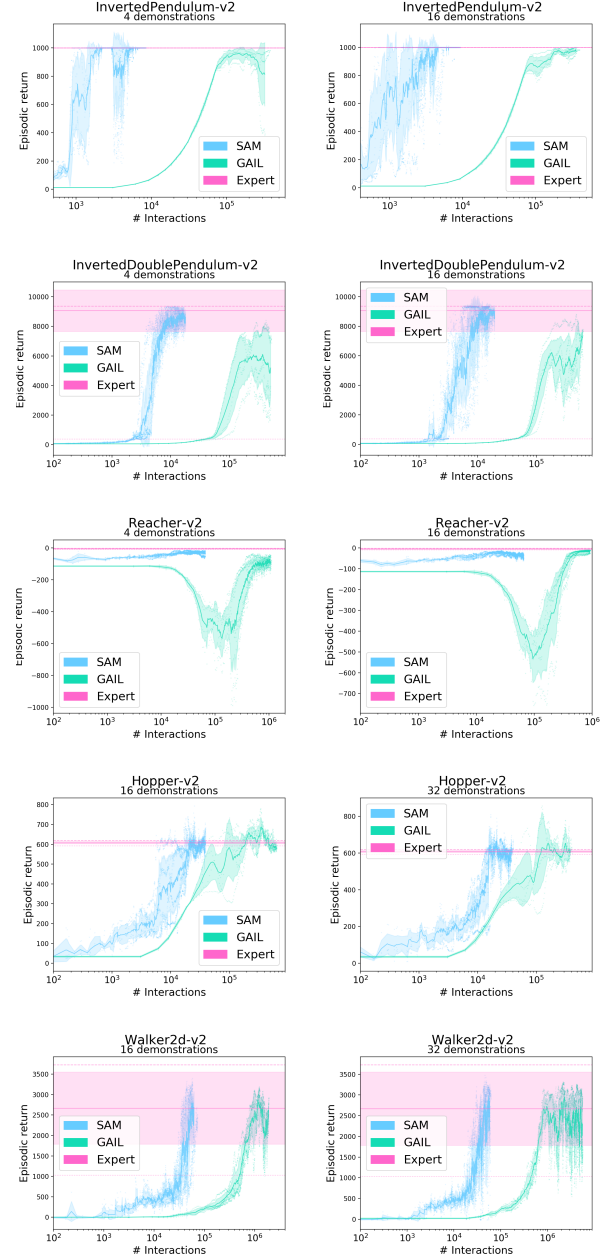 InvertedPendulum-v2
4 demonstrations
Episodic return
1000
800
600
400
200
0
SAM
GAIL
Expert
10^3
10^4
10^5
# Interactions
InvertedPendulum-v2
16 demonstrations
Episodic return
1000
800
600
400
200
0
SAM
GAIL
Expert
10^3
10^4
10^5
# Interactions
InvertedDoublePendulum-v2
4 demonstrations
Episodic return
10000
8000
6000
4000
2000
0
SAM
GAIL
Expert
10^2
10^3
10^4
10^5
# Interactions
InvertedDoublePendulum-v2
16 demonstrations
Episodic return
10000
8000
6000
4000
2000
0
SAM
GAIL
Expert
10^2
10^3
10^4
10^5
# Interactions
Reacher-v2
4 demonstrations
Episodic return
0
−200
−400
−600
−800
−1000
SAM
GAIL
Expert
10^2
10^3
10^4
10^5
10^6
# Interactions
Reacher-v2
16 demonstrations
Episodic return
0
−100
−200
−300
−400
−500
−600
−700
SAM
GAIL
Expert
10^2
10^3
10^4
10^5
10^6
# Interactions
Hopper-v2
16 demonstrations
Episodic return
800
700
600
500
400
300
200
100
0
SAM
GAIL
Expert
10^2
10^3
10^4
10^5
# Interactions
Hopper-v2
32 demonstrations
Episodic return
800
600
400
200
0
SAM
GAIL
Expert
10^2
10^3
10^4
10^5
# Interactions
Walker2d-v2
16 demonstrations
Episodic return
3500
3000
2500
2000
1500
1000
500
0
SAM
GAIL
Expert
10^2
10^3
10^4
10^5
10^6
# Interactions
Walker2d-v2
32 demonstrations
Episodic return
3500
3000
2500
2000
1500
1000
500
0
SAM
GAIL
Expert
10^2
10^3
10^4
10^5
10^6
# Interactions